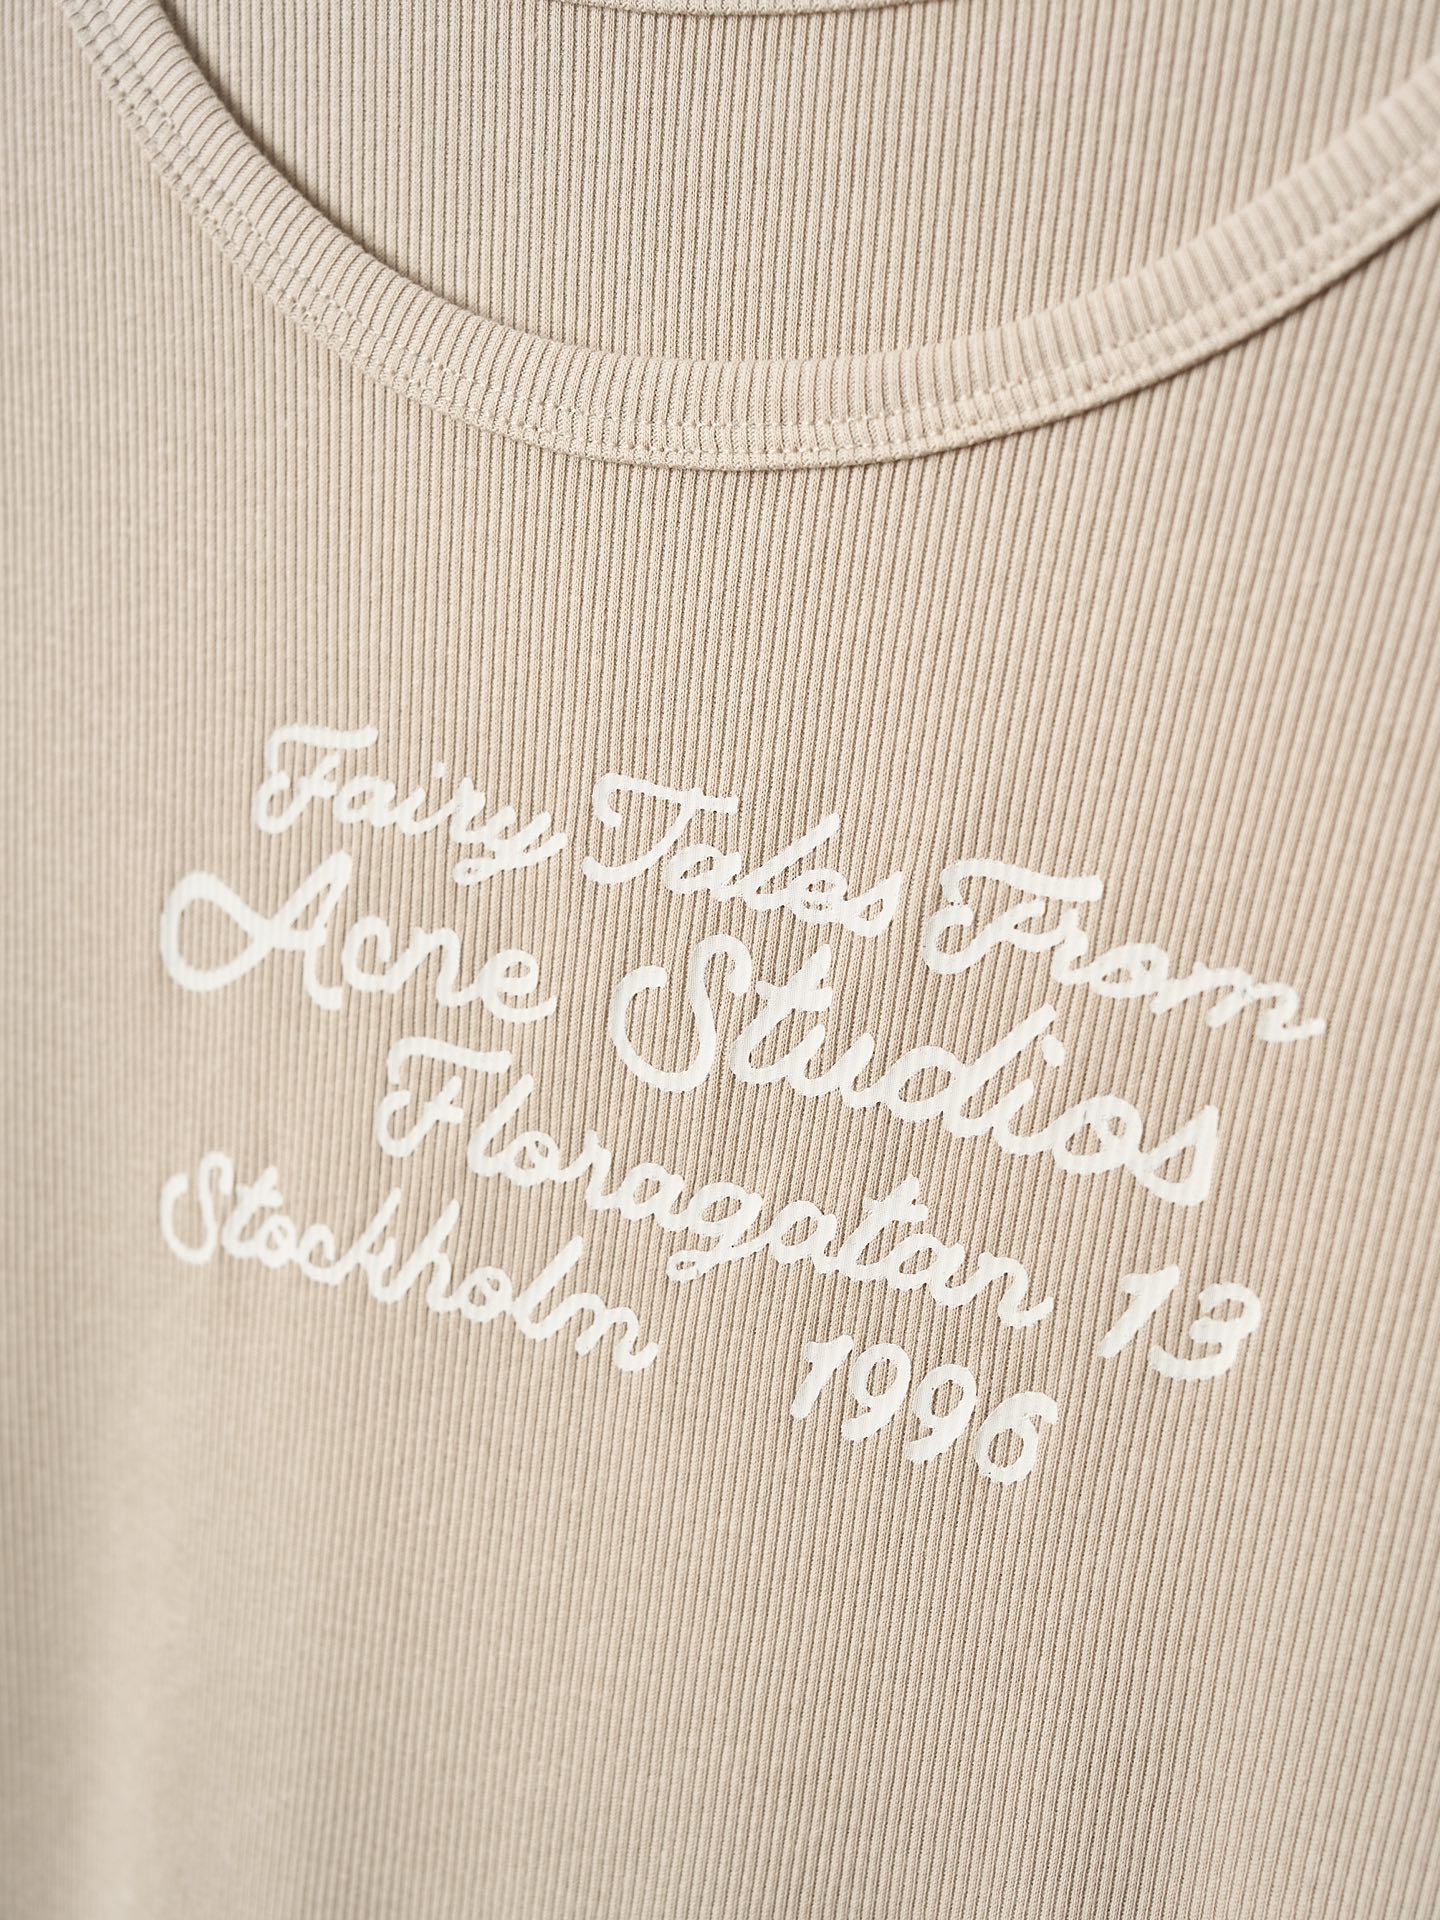 Fairy Tales From
Acne Studios
Floragatan 13
Stockholm 1996